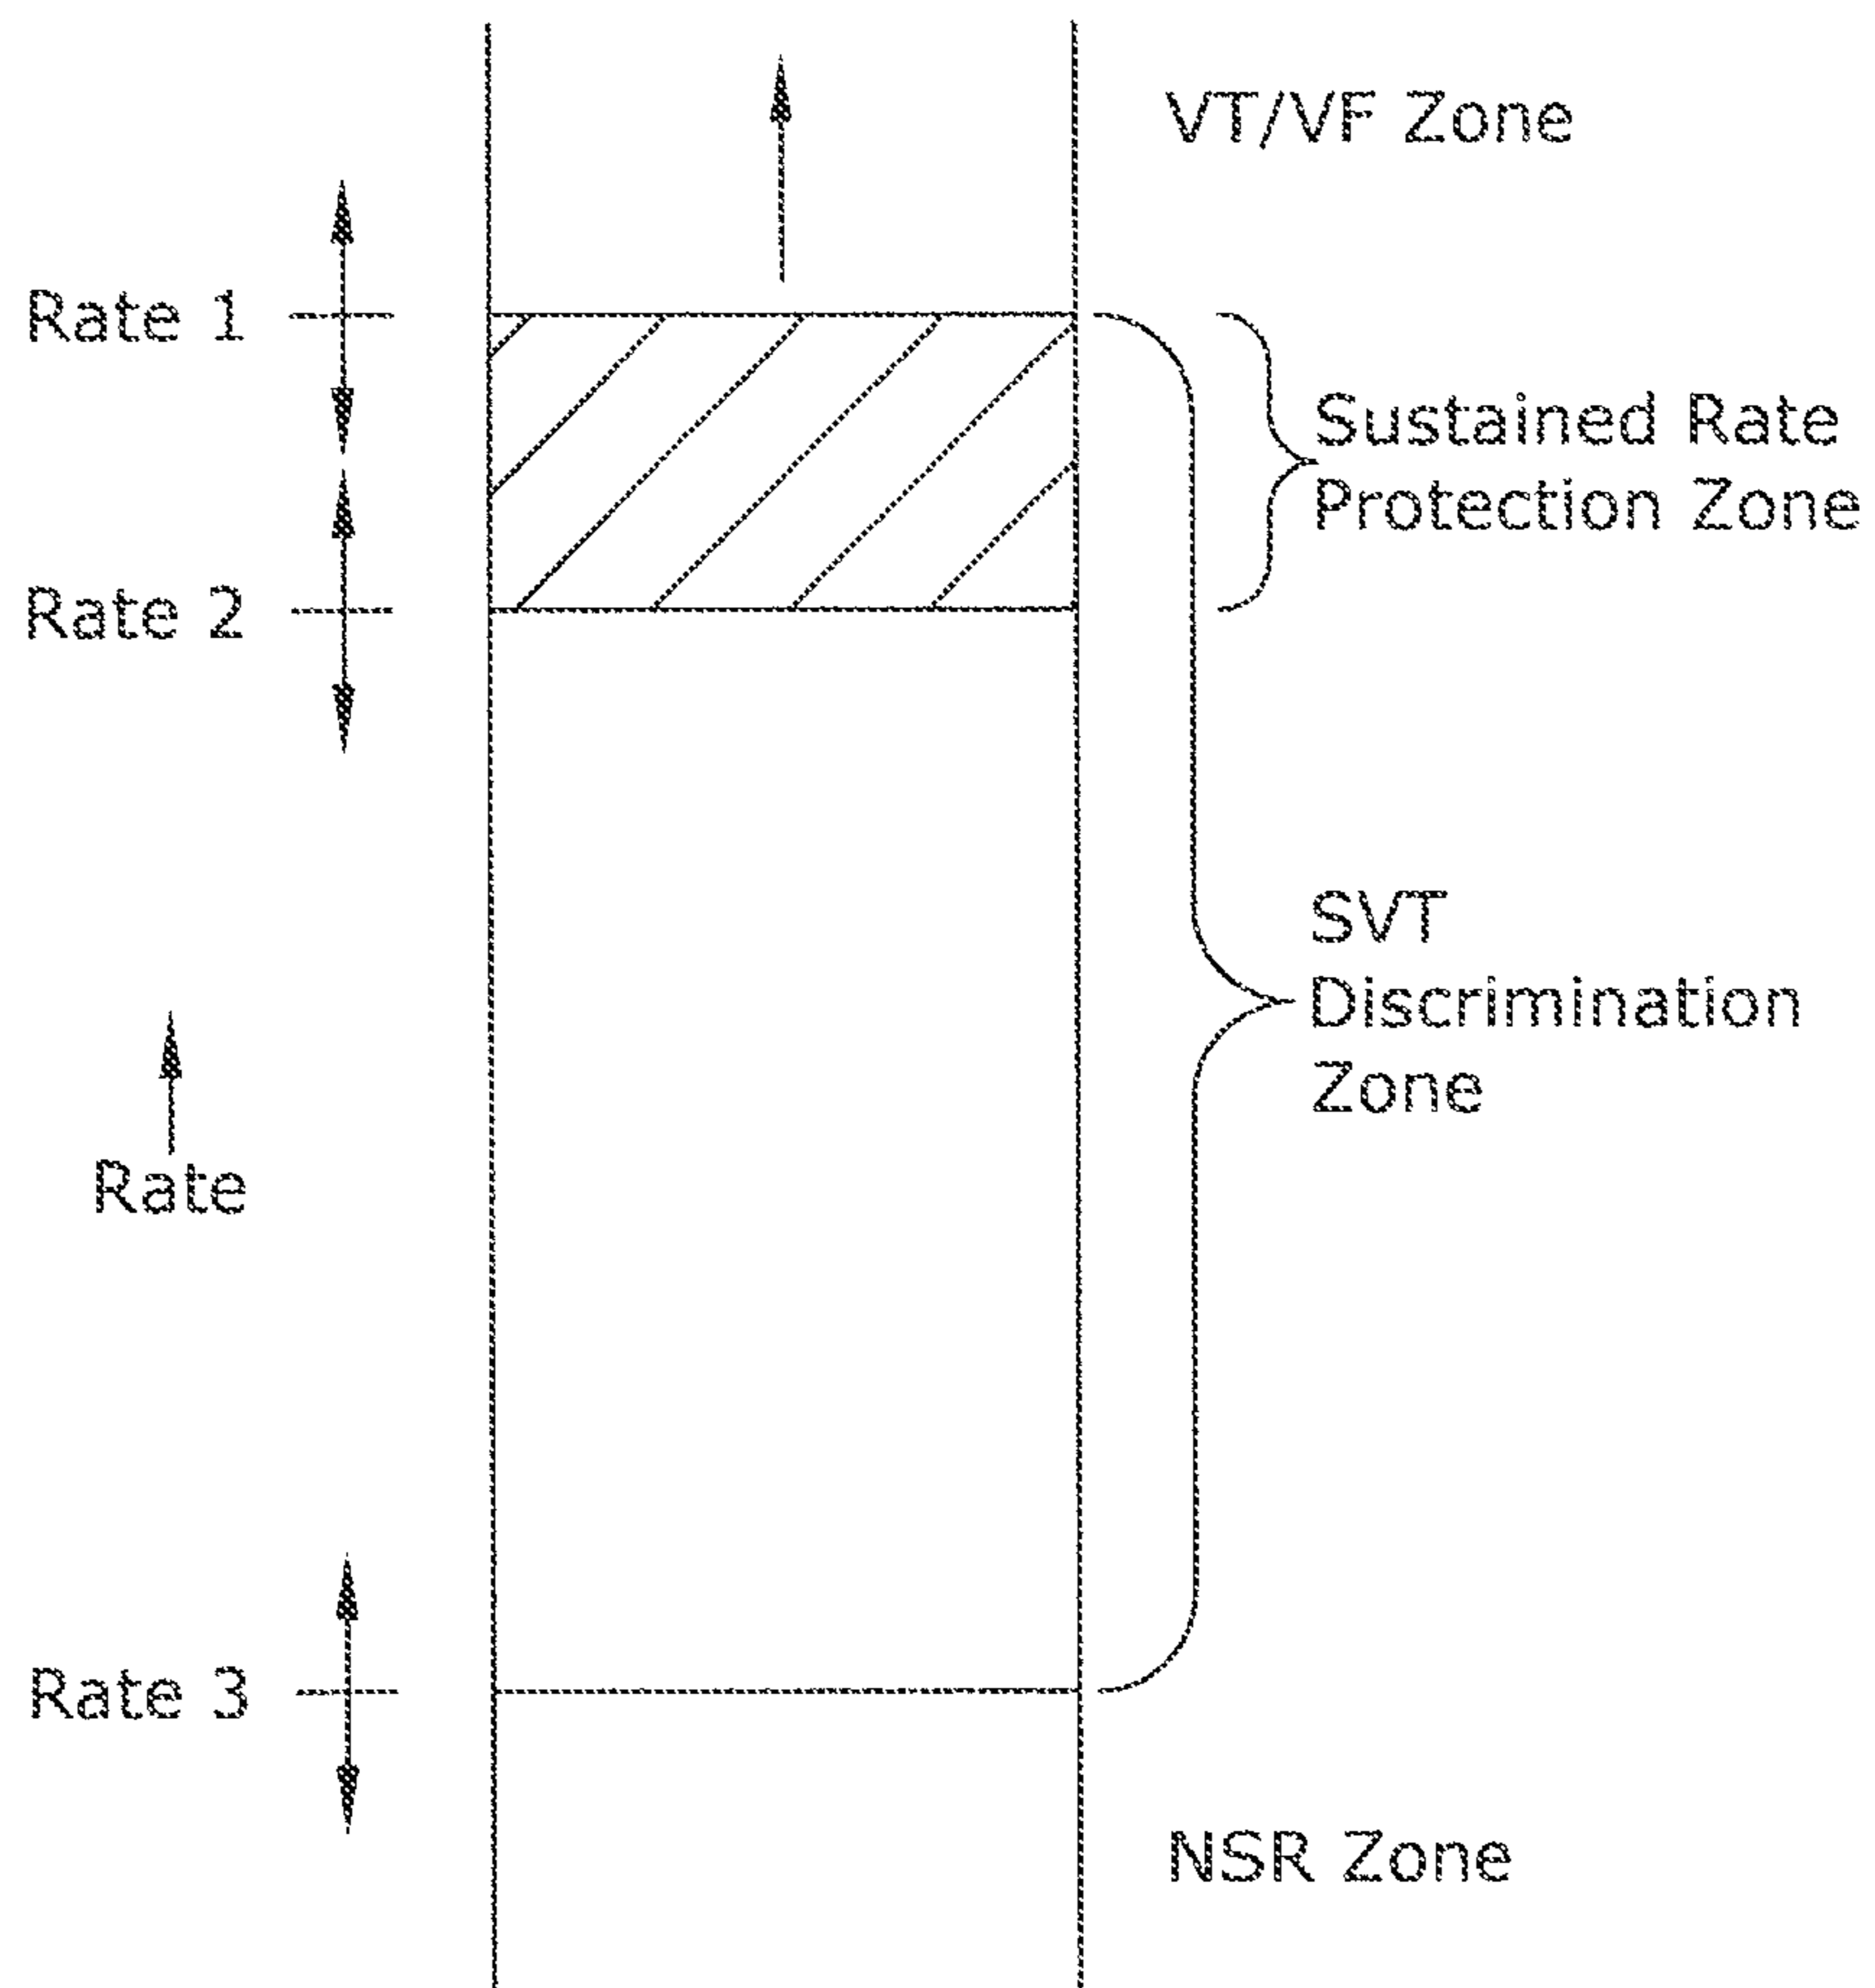 VT/VF Zone
Rate 1
Sustained Rate
Protection Zone
Rate 2
SVT
Discrimination
Zone
Rate
Rate 3
NSR Zone